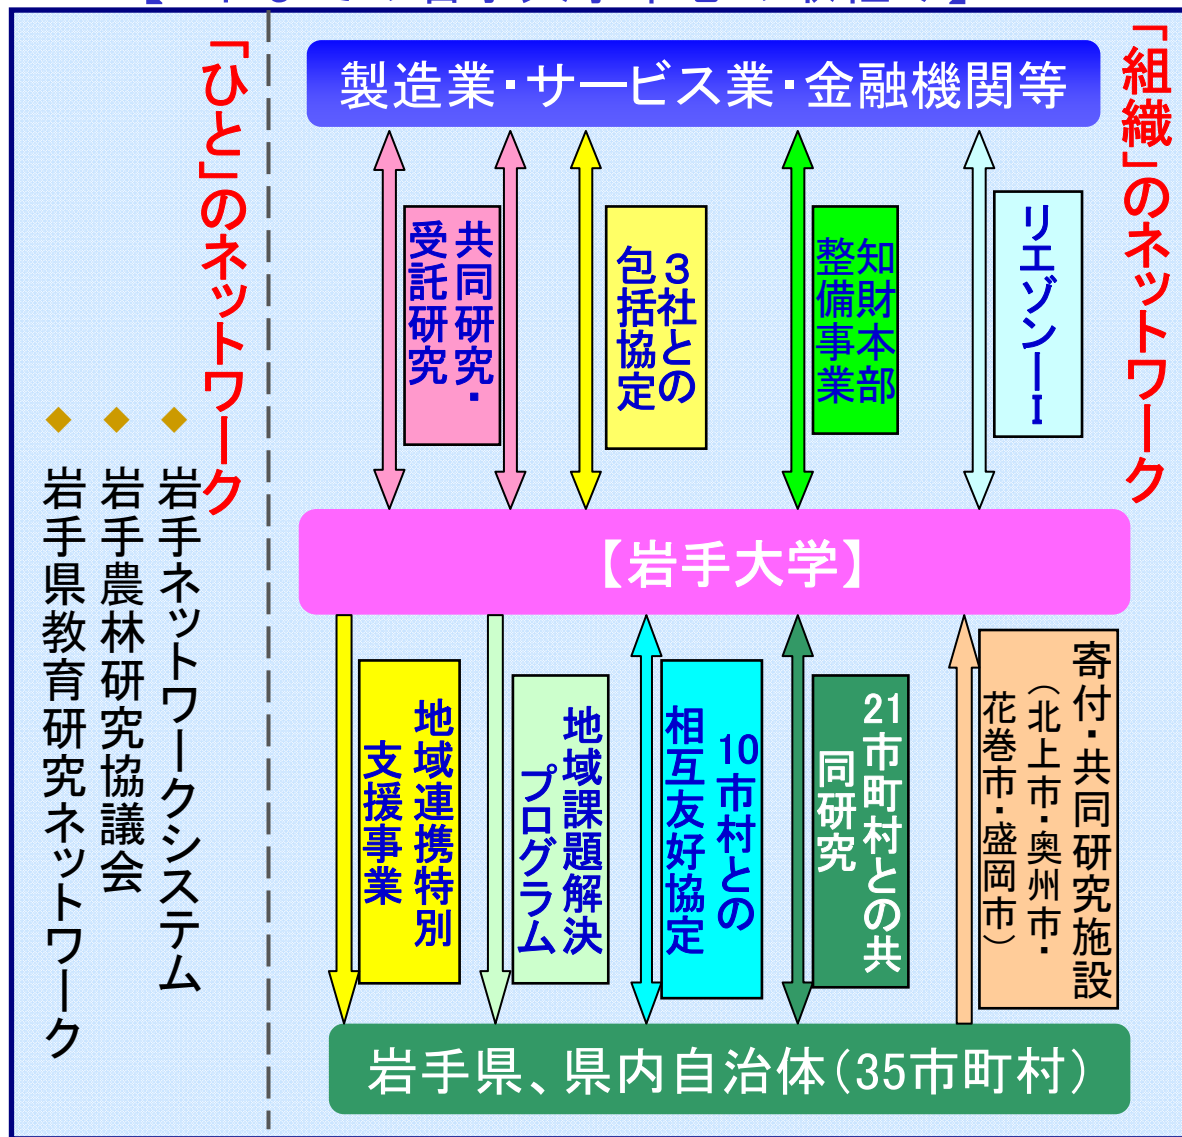 「組織」のネットワーク
製造業・サービス業・金融機関等
リエゾンーI
知財本部
整備事業
3社との
包括協定
共同研究・
受託研究
【岩手大学】
寄付・共同研究施設
（北上市・奥州市・
花巻市・盛岡市）
21市町村との共
同研究
10市村との
相互友好協定
地域課題解決
プログラム
地域連携特別
支援事業
岩手県、県内自治体（35市町村）
「ひと」のネットワーク
◆ 岩手ネットワークシステム
◆ 岩手農林研究協議会
◆ 岩手県教育研究ネットワーク